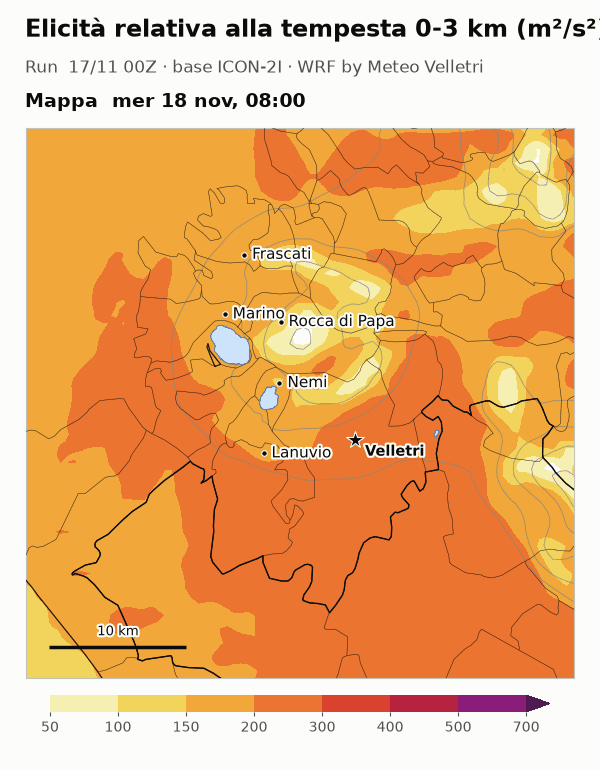 Elicità relativa alla tempesta 0-3 km (m²/s²)
Run 17/11 00Z · base ICON-2I · WRF by Meteo Velletri
Mappa mer 18 nov, 08:00
Frascati
Marino
Rocca di Papa
Nemi
Lanuvio
Velletri
10 km
50 100 150 200 300 400 500 700